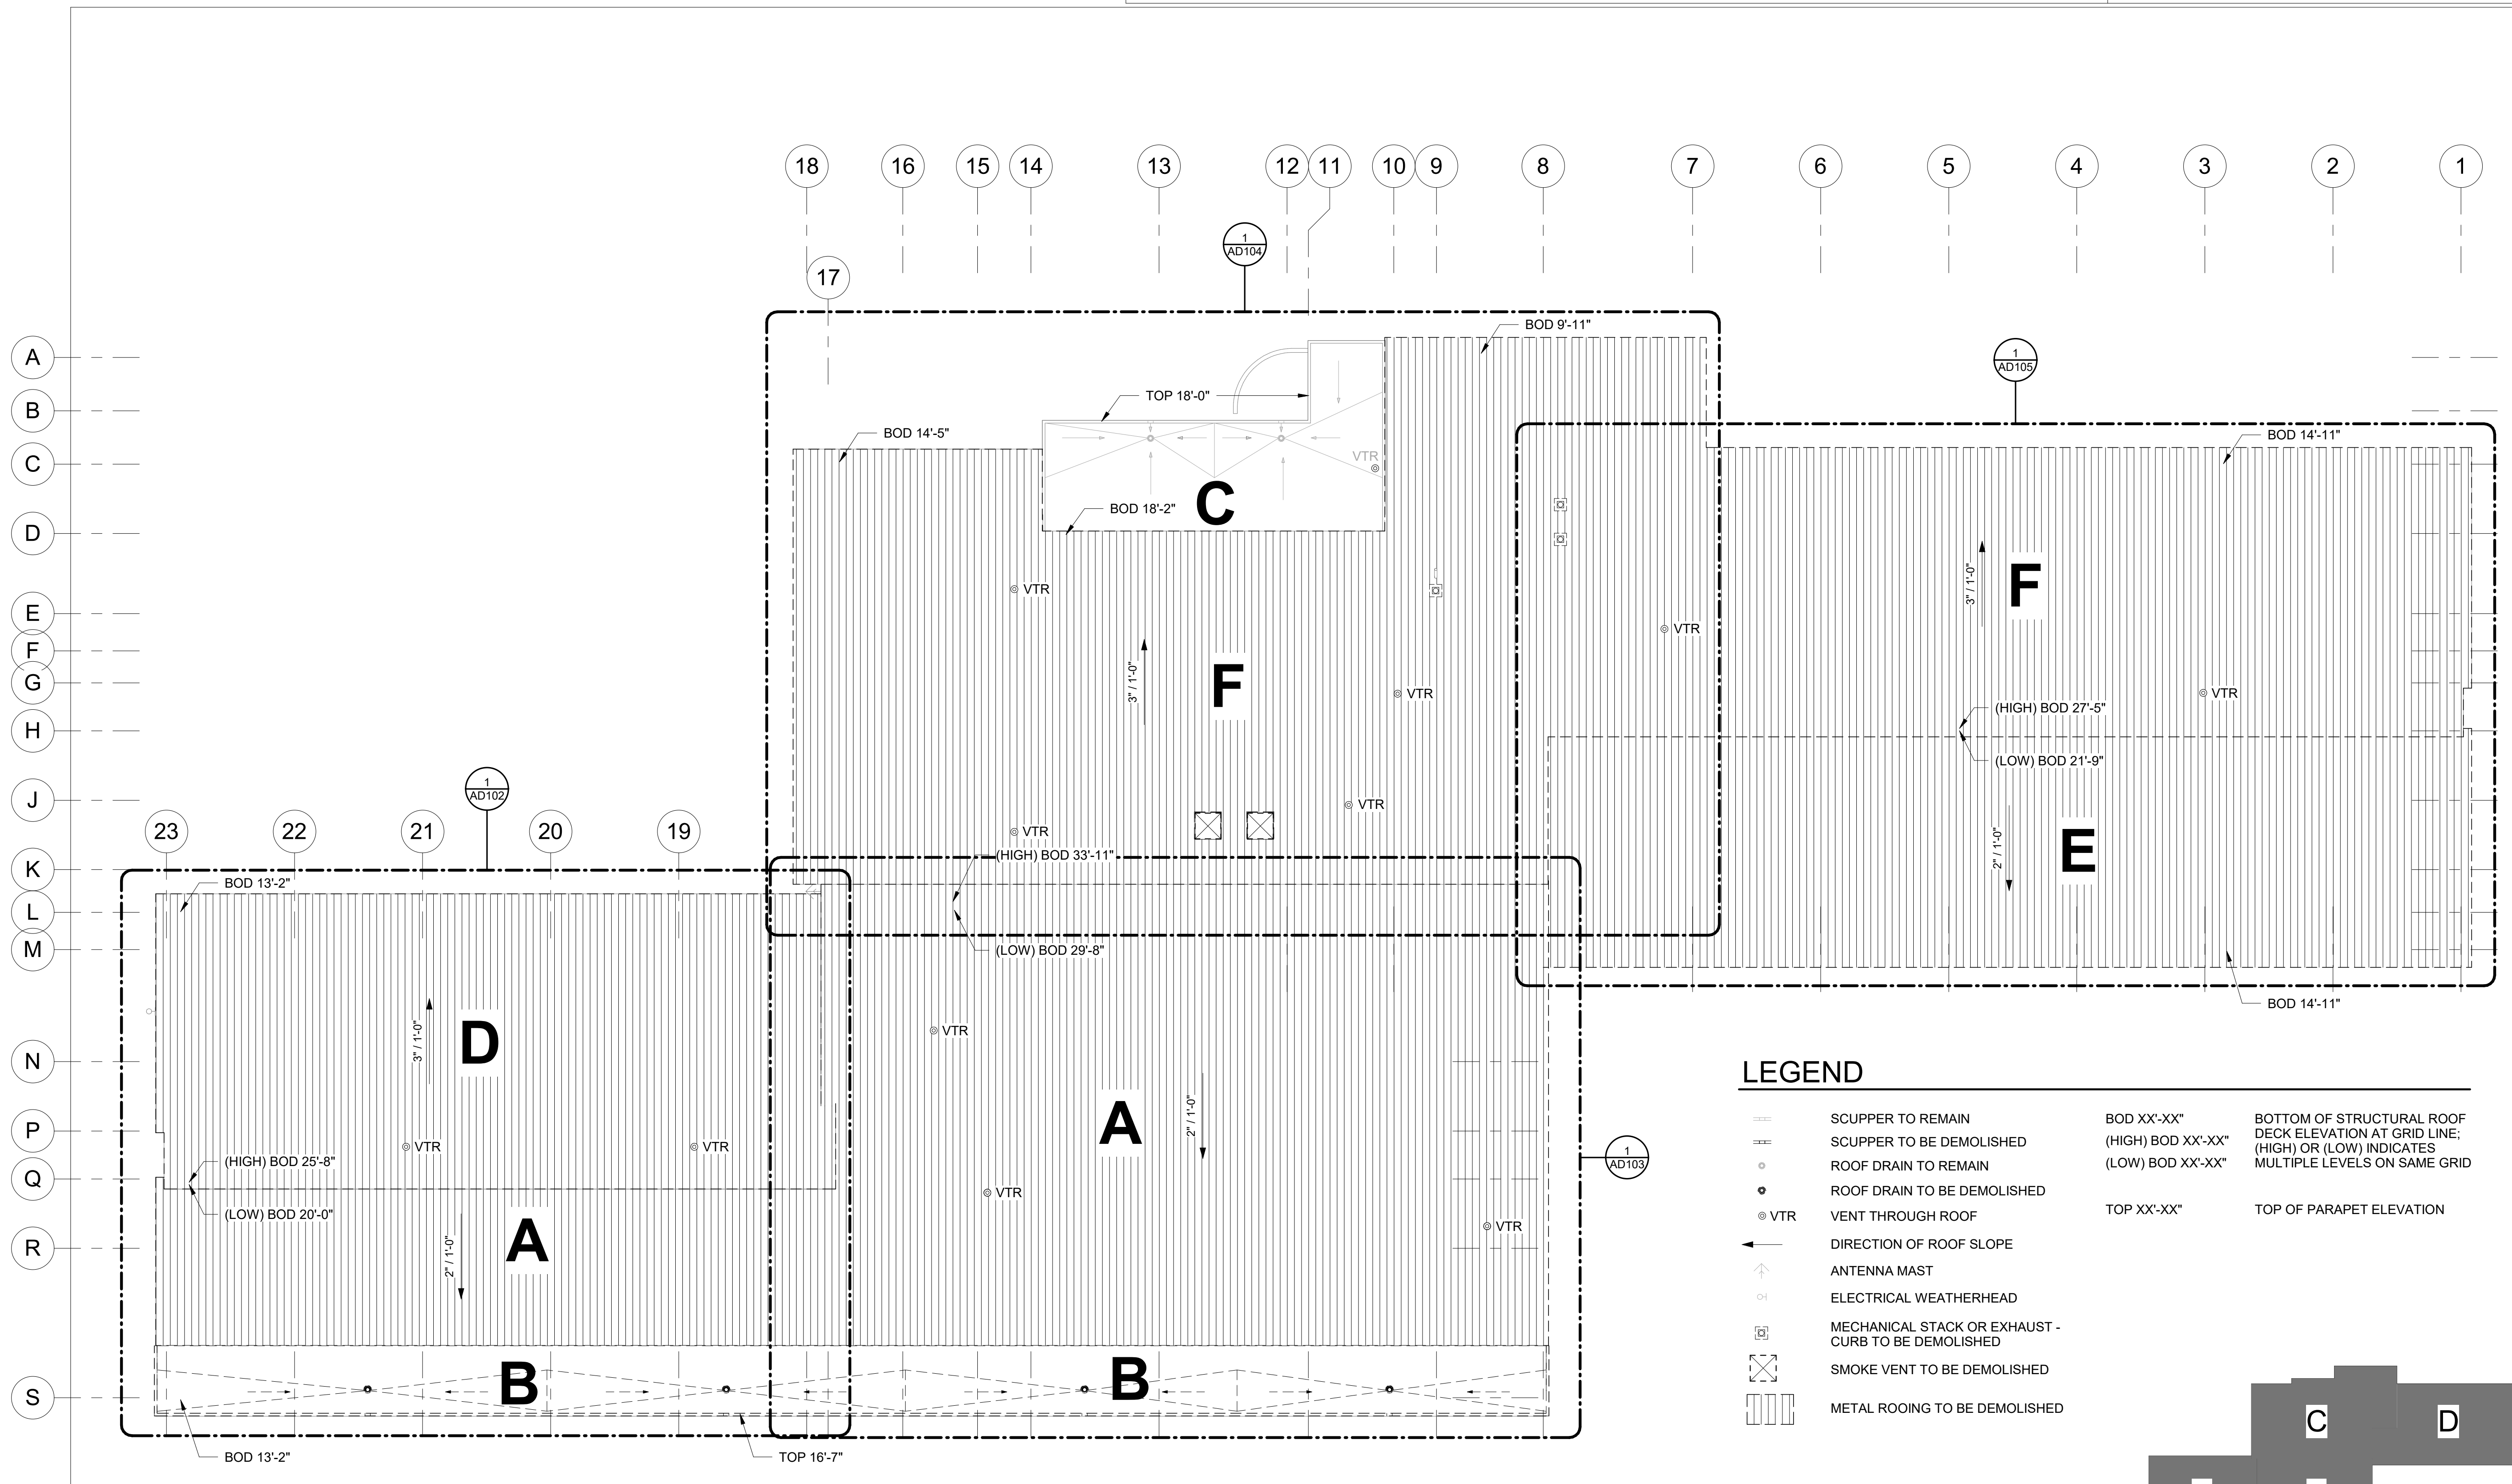 18
16
15
14
13
12
11
10
9
8
7
6
5
4
3
2
1
17
1
AD104
1
AD105
A
B
C
D
E
F
G
H
J
K
L
M
N
P
Q
R
S
BOD 9'-11"
TOP 18'-0"
BOD 14'-5"
BOD 14'-11"
VTR
C
BOD 18'-2"
VTR
F
3" / 1'-0"
VTR
F
3" / 1'-0"
VTR
VTR
(HIGH) BOD 27'-5"
(LOW) BOD 21'-9"
1
AD102
23
22
21
20
19
VTR
VTR
(HIGH) BOD 33'-11"
(LOW) BOD 29'-8"
2" / 1'-0"
E
BOD 14'-11"
BOD 13'-2"
3" / 1'-0"
D
VTR
A
2" / 1'-0"
VTR
VTR
(HIGH) BOD 25'-8"
(LOW) BOD 20'-0"
VTR
VTR
A
2" / 1'-0"
1
AD103
B
B
BOD 13'-2"
TOP 16'-7"
LEGEND
SCUPPER TO REMAIN
SCUPPER TO BE DEMOLISHED
ROOF DRAIN TO REMAIN
ROOF DRAIN TO BE DEMOLISHED
VTR VENT THROUGH ROOF
DIRECTION OF ROOF SLOPE
ANTENNA MAST
ELECTRICAL WEATHERHEAD
MECHANICAL STACK OR EXHAUST -
CURB TO BE DEMOLISHED
SMOKE VENT TO BE DEMOLISHED
METAL ROOING TO BE DEMOLISHED
BOD XX'-XX"
(HIGH) BOD XX'-XX"
(LOW) BOD XX'-XX"
BOTTOM OF STRUCTURAL ROOF
DECK ELEVATION AT GRID LINE;
(HIGH) OR (LOW) INDICATES
MULTIPLE LEVELS ON SAME GRID
TOP XX'-XX"
TOP OF PARAPET ELEVATION
C
D